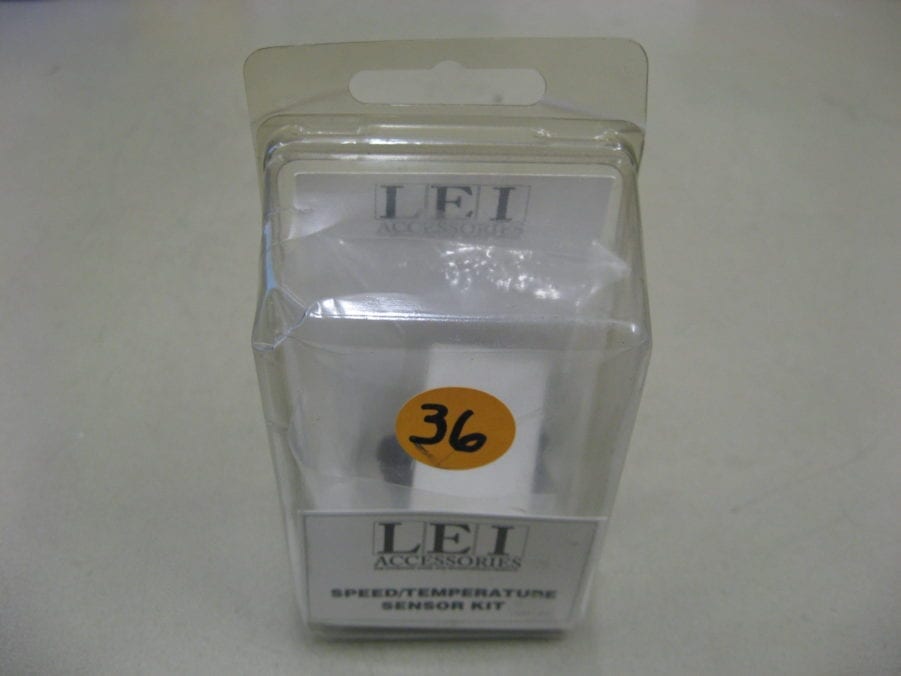 LEI
ACCESSORIES
36
LEI
ACCESSORIES
SPEED/TEMPERATURE
SENSOR KIT